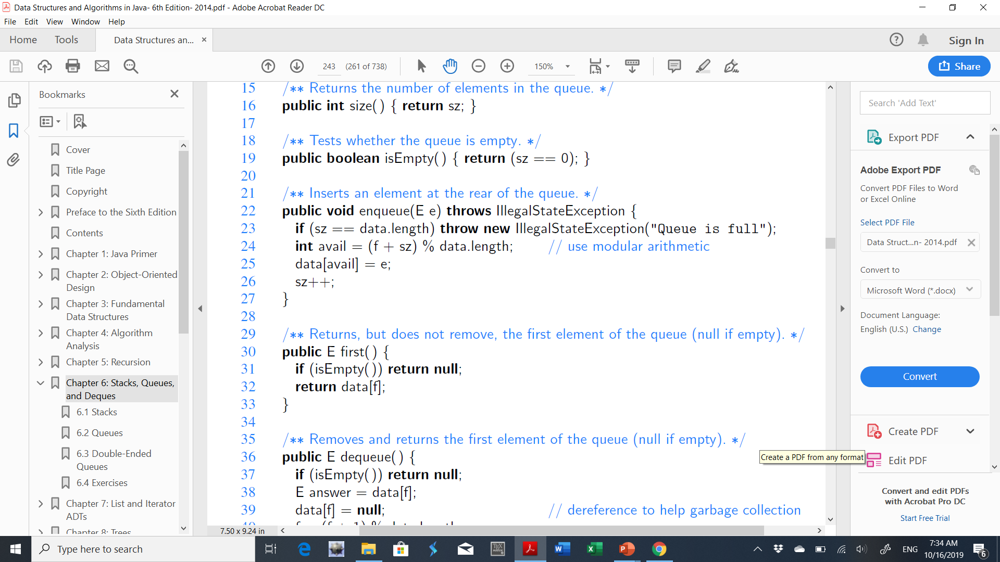 Data Structures and Algorithms in Java- 6th Edition- 2014.pdf - Adobe Acrobat Reader DC
File Edit View Window Help
Home Tools Data Structures an... ×
Sign In
243 (261 of 738) 150% Share
Bookmarks
Cover
Title Page
Copyright
Preface to the Sixth Edition
Contents
Chapter 1: Java Primer
Chapter 2: Object-Oriented
Design
Chapter 3: Fundamental
Data Structures
Chapter 4: Algorithm
Analysis
Chapter 5: Recursion
Chapter 6: Stacks, Queues,
and Deques
6.1 Stacks
6.2 Queues
6.3 Double-Ended
Queues
6.4 Exercises
Chapter 7: List and Iterator
ADTs
Chapter 8: Trees
15 /** Returns the number of elements in the queue. */
16 public int size() { return sz; }
17
18 /** Tests whether the queue is empty. */
19 public boolean isEmpty() { return (sz == 0); }
20
21 /** Inserts an element at the rear of the queue. */
22 public void enqueue(E e) throws IllegalStateException {
23 if (sz == data.length) throw new IllegalStateException("Queue is full");
24 int avail = (f + sz) % data.length; // use modular arithmetic
25 data[avail] = e;
26 sz++;
27 }
28
29 /** Returns, but does not remove, the first element of the queue (null if empty). */
30 public E first() {
31 if (isEmpty()) return null;
32 return data[f];
33 }
34
35 /** Removes and returns the first element of the queue (null if empty). */
36 public E dequeue() {
37 if (isEmpty()) return null;
38 E answer = data[f];
39 data[f] = null; // dereference to help garbage collection
7.50 x 9.24 in
Search 'Add Text'
Export PDF
Adobe Export PDF
Convert PDF Files to Word
or Excel Online
Select PDF File
Data Struct...n- 2014.pdf
Convert to
Microsoft Word (*.docx)
Document Language:
English (U.S.) Change
Convert
Create PDF
Create a PDF from any format
Edit PDF
Convert and edit PDFs
with Acrobat Pro DC
Start Free Trial
Type here to search
ENG
7:34 AM
10/16/2019
6